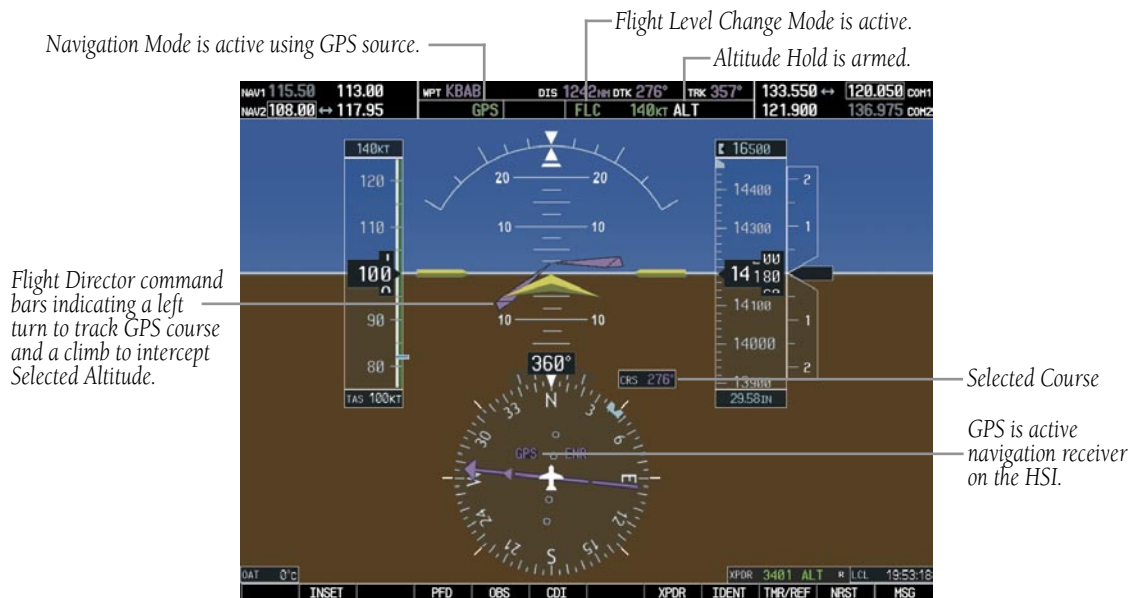 Flight Level Change Mode is active.
Navigation Mode is active using GPS source.
Altitude Hold is armed.
NAV1 115.50 113.00
NAV2 108.00 ↔ 117.95
WPT KBAB DIS 1242NM DTK 276° TRK 357°
GPS FLC 140KT ALT
133.550 ↔ 120.050 COM1
121.900 136.975 COM2
140KT
120
110
100
90
80
TAS 100KT
20 20
10 10
10 10
16500
14400
14300
14 180
14100
14000
13900
29.58IN
2
1
1
2
Flight Director command
bars indicating a left
turn to track GPS course
and a climb to intercept
Selected Altitude.
360°
CRS 276°
Selected Course
N 3 6 E 12 15 S 21 24 W 30 33
GPS ENR
GPS is active
navigation receiver
on the HSI.
OAT 0°C
XPDR 3401 ALT R LCL 19:53:18
INSET PFD OBS CDI XPDR IDENT TMR/REF NRST MSG